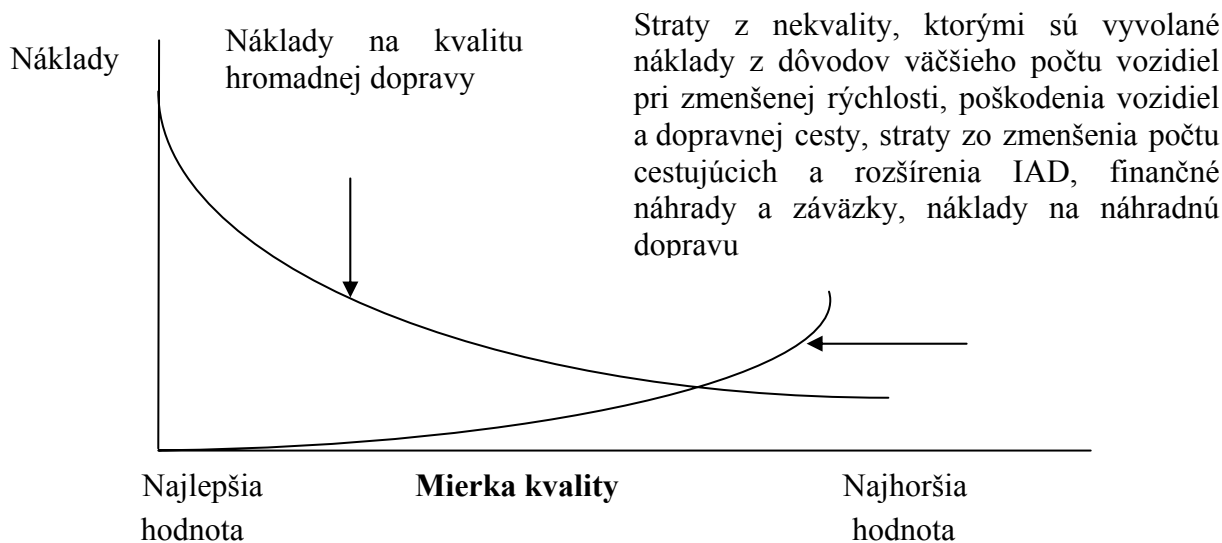 Náklady
Náklady na kvalitu
hromadnej dopravy
Straty z nekvality, ktorými sú vyvolané
náklady z dôvodov väčšieho počtu vozidiel
pri zmenšenej rýchlosti, poškodenia vozidiel
a dopravnej cesty, straty zo zmenšenia počtu
cestujúcich a rozšírenia IAD, finančné
náhrady a záväzky, náklady na náhradnú
dopravu
Najlepšia
hodnota
Mierka kvality
Najhoršia
hodnota